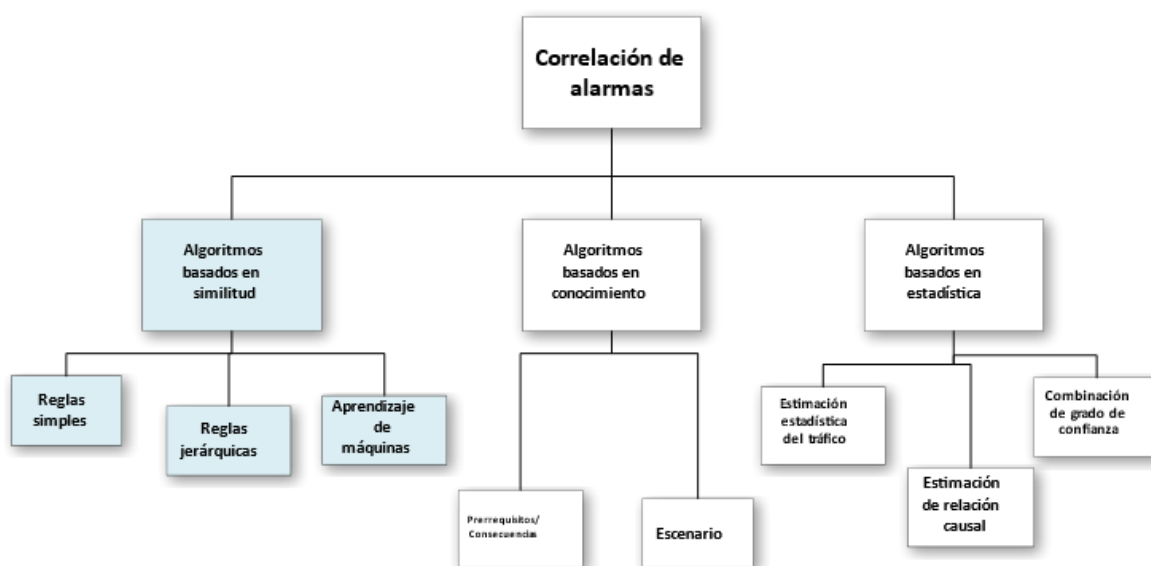 Correlación de
alarmas
Algoritmos
basados en
similitud
Algoritmos
basados en
conocimiento
Algoritmos
basados en
estadística
Reglas
simples
Reglas
jerárquicas
Aprendizaje
de
máquinas
Prerrequisitos/
Consecuencias
Escenario
Estimación
estadística
del tráfico
Estimación
de relación
causal
Combinación
de grado de
confianza